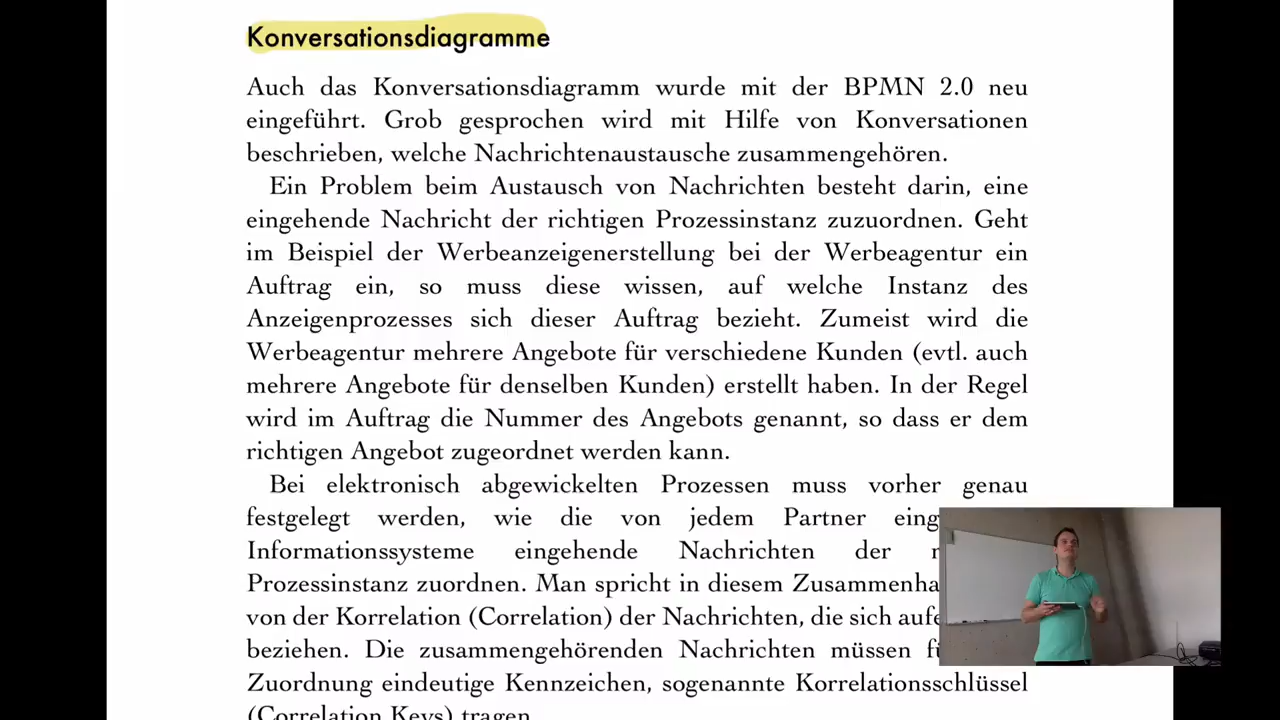 Konversationsdiagramme
Auch das Konversationsdiagramm wurde mit der BPMN 2.0 neu
eingeführt. Grob gesprochen wird mit Hilfe von Konversationen
beschrieben, welche Nachrichtenaustausche zusammengehören.
Ein Problem beim Austausch von Nachrichten besteht darin, eine
eingehende Nachricht der richtigen Prozessinstanz zuzuordnen. Geht
im Beispiel der Werbeanzeigenerstellung bei der Werbeagentur ein
Auftrag ein, so muss diese wissen, auf welche Instanz des
Anzeigenprozesses sich dieser Auftrag bezieht. Zumeist wird die
Werbeagentur mehrere Angebote für verschiedene Kunden (evtl. auch
mehrere Angebote für denselben Kunden) erstellt haben. In der Regel
wird im Auftrag die Nummer des Angebots genannt, so dass er dem
richtigen Angebot zugeordnet werden kann.
Bei elektronisch abgewickelten Prozessen muss vorher genau
festgelegt werden, wie die von jedem Partner
Informationssysteme eingehende Nachrichten der
Prozessinstanz zuordnen. Man spricht in diesem
von der Korrelation (Correlation) der Nachrichten, die sich
beziehen. Die zusammengehörenden Nachrichten müssen
Zuordnung eindeutige Kennzeichen, sogenannte Korrelationsschlüssel
(Correlation Keys) tragen